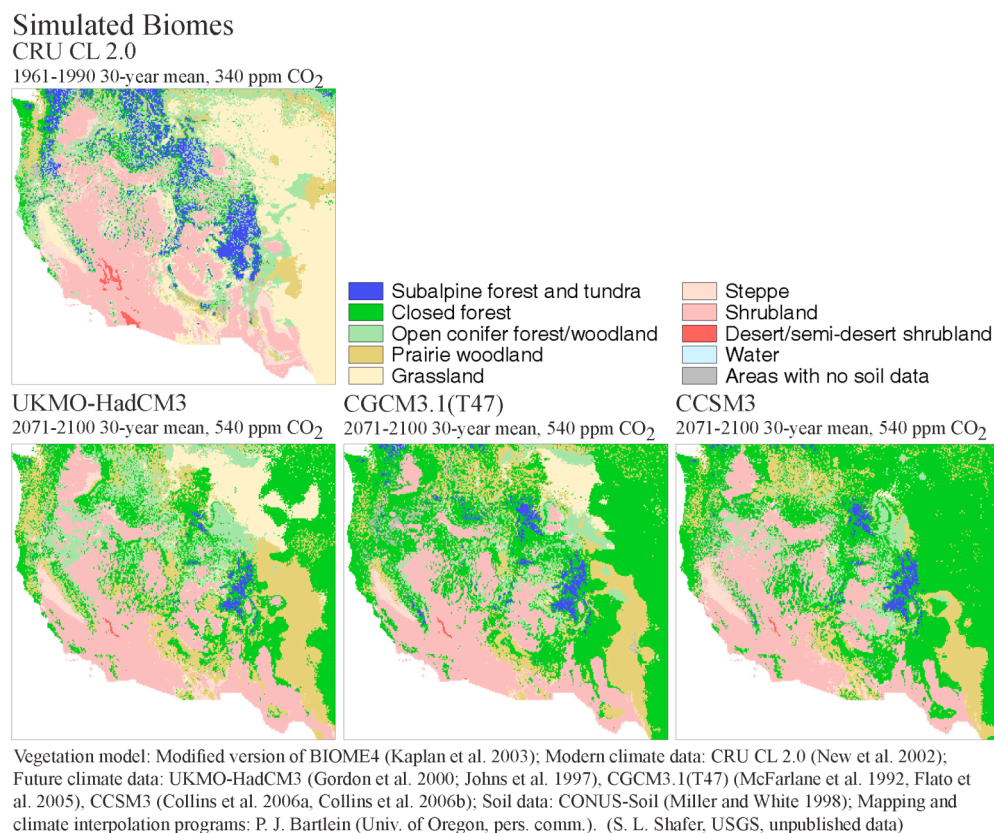 Simulated Biomes
CRU CL 2.0
1961-1990 30-year mean, 340 ppm CO2
Subalpine forest and tundra
Closed forest
Open conifer forest/woodland
Prairie woodland
Grassland
Steppe
Shrubland
Desert/semi-desert shrubland
Water
Areas with no soil data
UKMO-HadCM3
2071-2100 30-year mean, 540 ppm CO2
CGCM3.1(T47)
2071-2100 30-year mean, 540 ppm CO2
CCSM3
2071-2100 30-year mean, 540 ppm CO2
Vegetation model: Modified version of BIOME4 (Kaplan et al. 2003); Modern climate data: CRU CL 2.0 (New et al. 2002);
Future climate data: UKMO-HadCM3 (Gordon et al. 2000; Johns et al. 1997), CGCM3.1(T47) (McFarlane et al. 1992, Flato et
al. 2005), CCSM3 (Collins et al. 2006a, Collins et al. 2006b); Soil data: CONUS-Soil (Miller and White 1998); Mapping and
climate interpolation programs: P. J. Bartlein (Univ. of Oregon, pers. comm.). (S. L. Shafer, USGS, unpublished data)